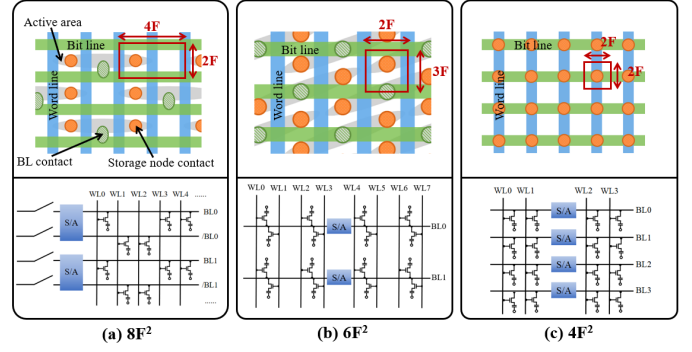 Active area
Bit line
4F
2F
Word line
BL contact
Storage node contact
WL0 WL1 WL2 WL3 WL4 ......
S/A
BL0
/BL0
S/A
BL1
/BL1
......
(a) 8F²
Bit line
2F
3F
Word line
WL0 WL1 WL2 WL3 WL4 WL5 WL6 WL7
S/A
BL0
S/A
BL1
(b) 6F²
Bit line
2F
2F
Word line
WL0 WL1 WL2 WL3
S/A
BL0
S/A
BL1
S/A
BL2
S/A
BL3
(c) 4F²